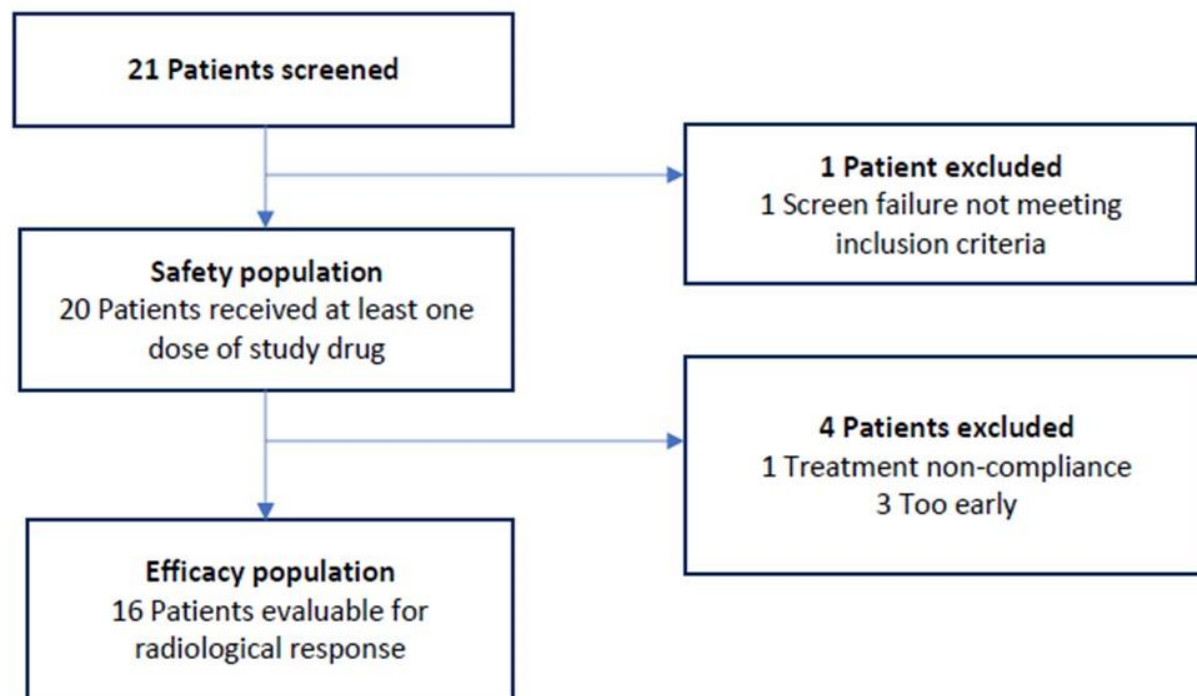 21 Patients screened
1 Patient excluded
1 Screen failure not meeting
inclusion criteria
Safety population
20 Patients received at least one
dose of study drug
4 Patients excluded
1 Treatment non-compliance
3 Too early
Efficacy population
16 Patients evaluable for
radiological response